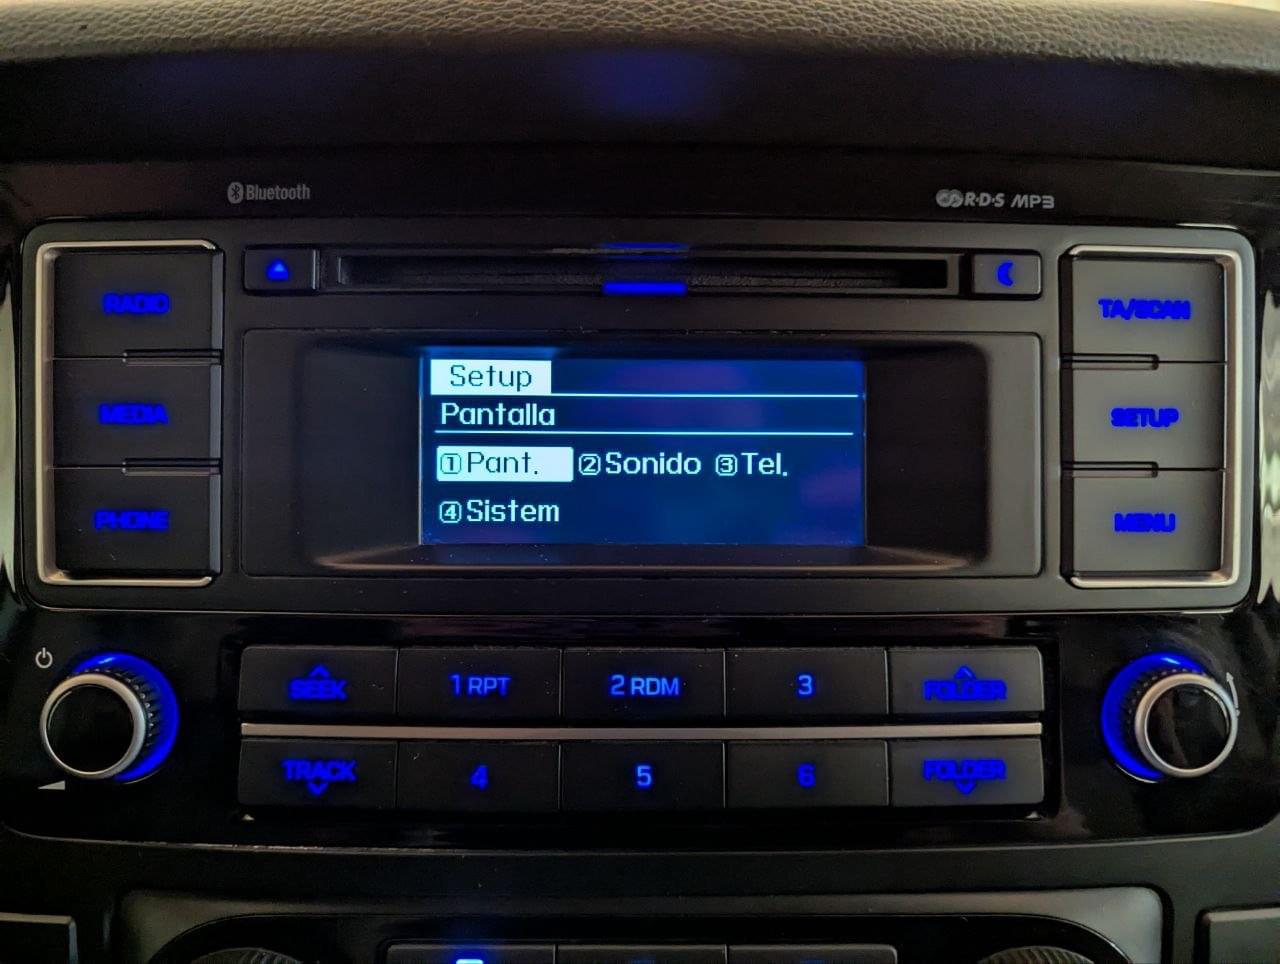 Bluetooth
R·D·S MP3
RADIO
TA/SCAN
MEDIA
SETUP
PHONE
MENU
Setup
Pantalla
①Pant. ②Sonido ③Tel.
④Sistem
SEEK
1 RPT
2 RDM
3
FOLDER
TRACK
4
5
6
FOLDER